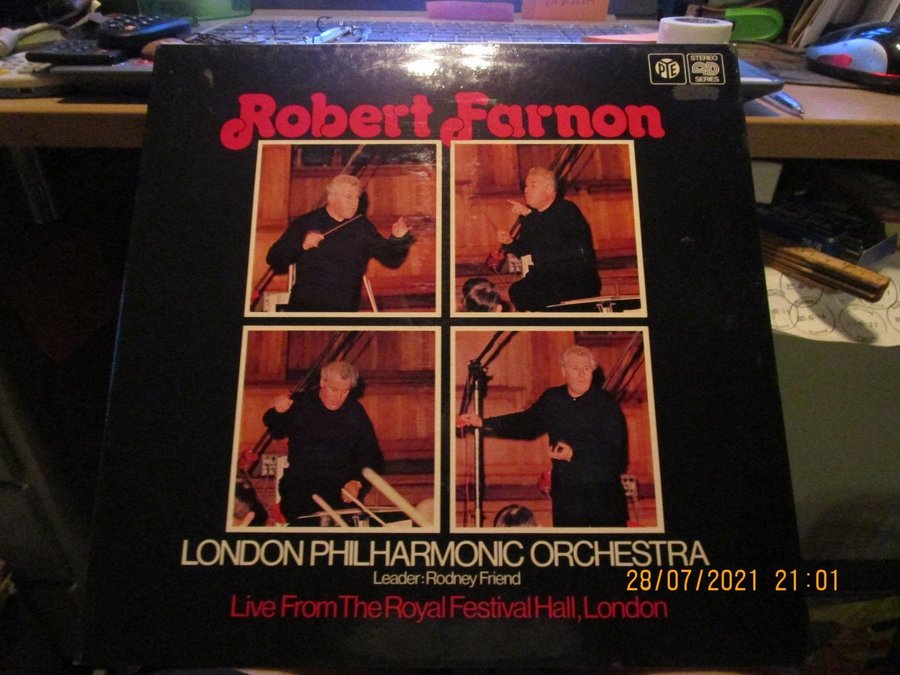 PYE
STEREO
SERIES
Robert Farnon
LONDON PHILHARMONIC ORCHESTRA
Leader: Rodney Friend
Live From The Royal Festival Hall, London
28/07/2021 21:01